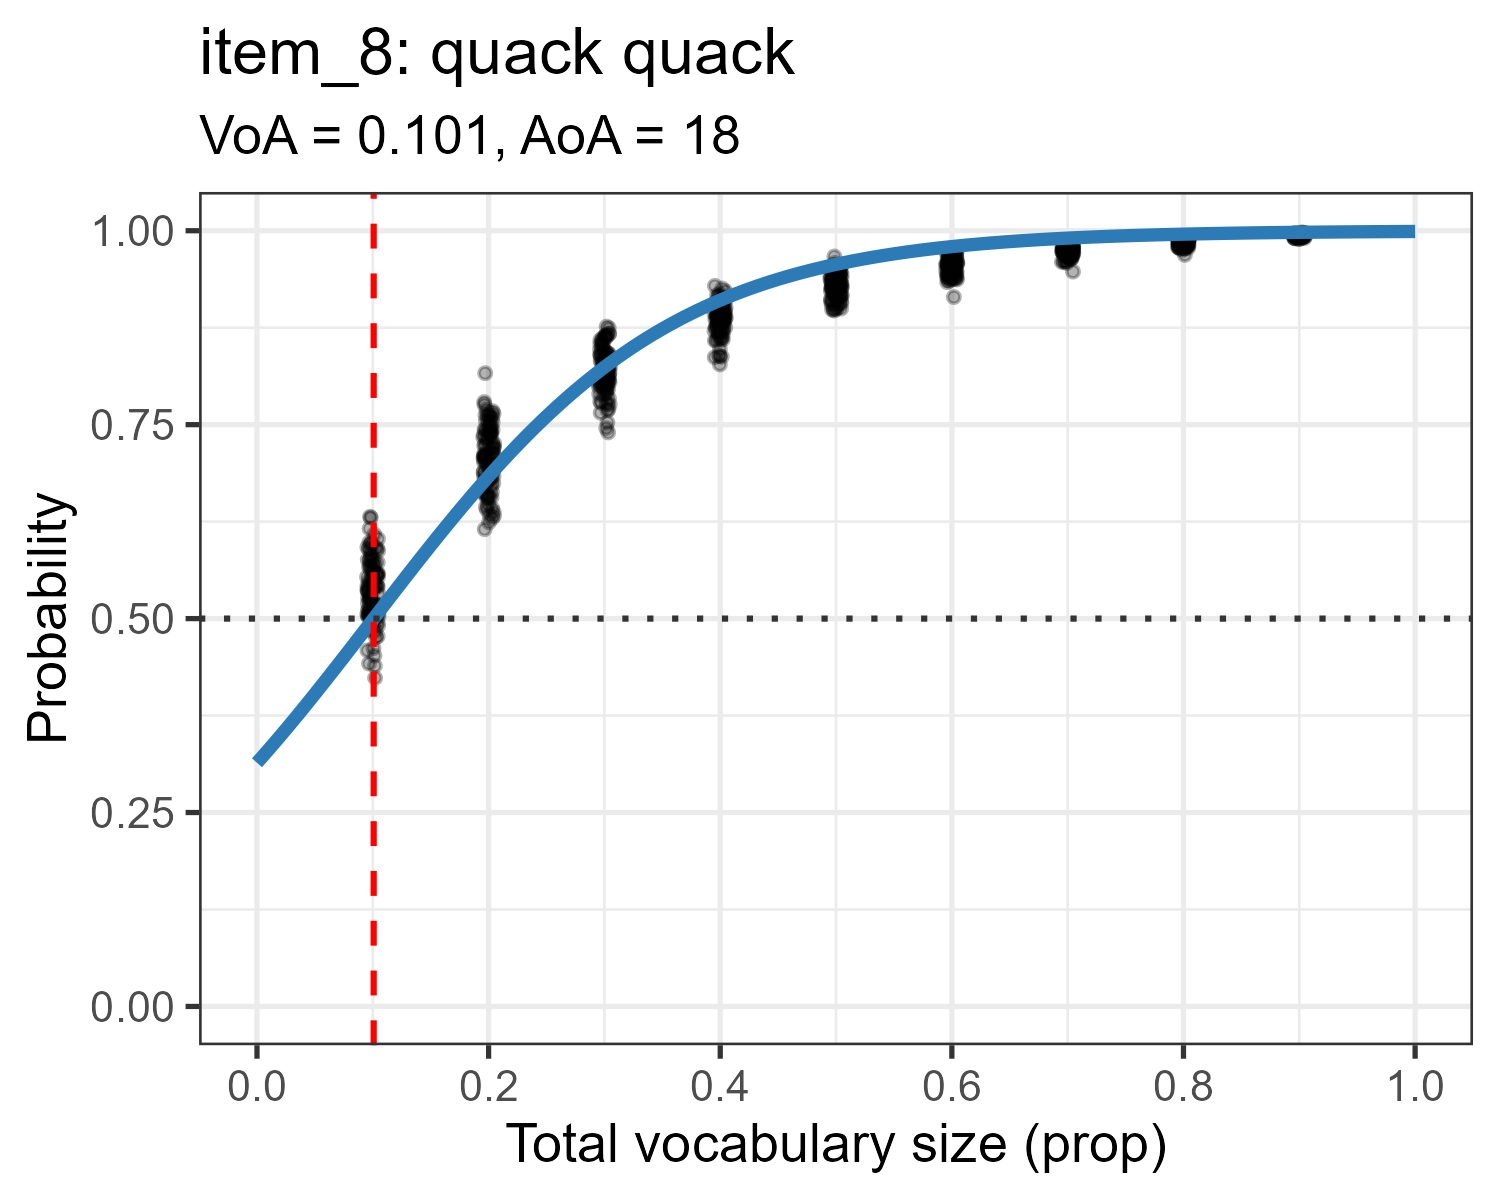 item_8: quack quack
VoA = 0.101, AoA = 18
1.00
0.75
0.50
0.25
0.00
Probability
0.0 0.2 0.4 0.6 0.8 1.0
Total vocabulary size (prop)